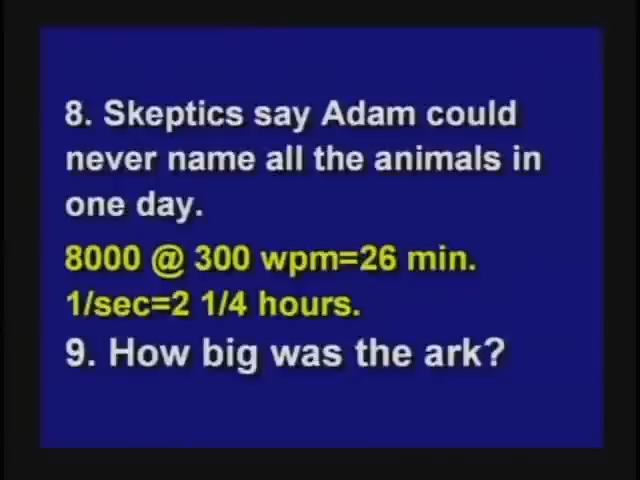 8. Skeptics say Adam could
never name all the animals in
one day.
8000 @ 300 wpm=26 min.
1/sec=2 1/4 hours.
9. How big was the ark?